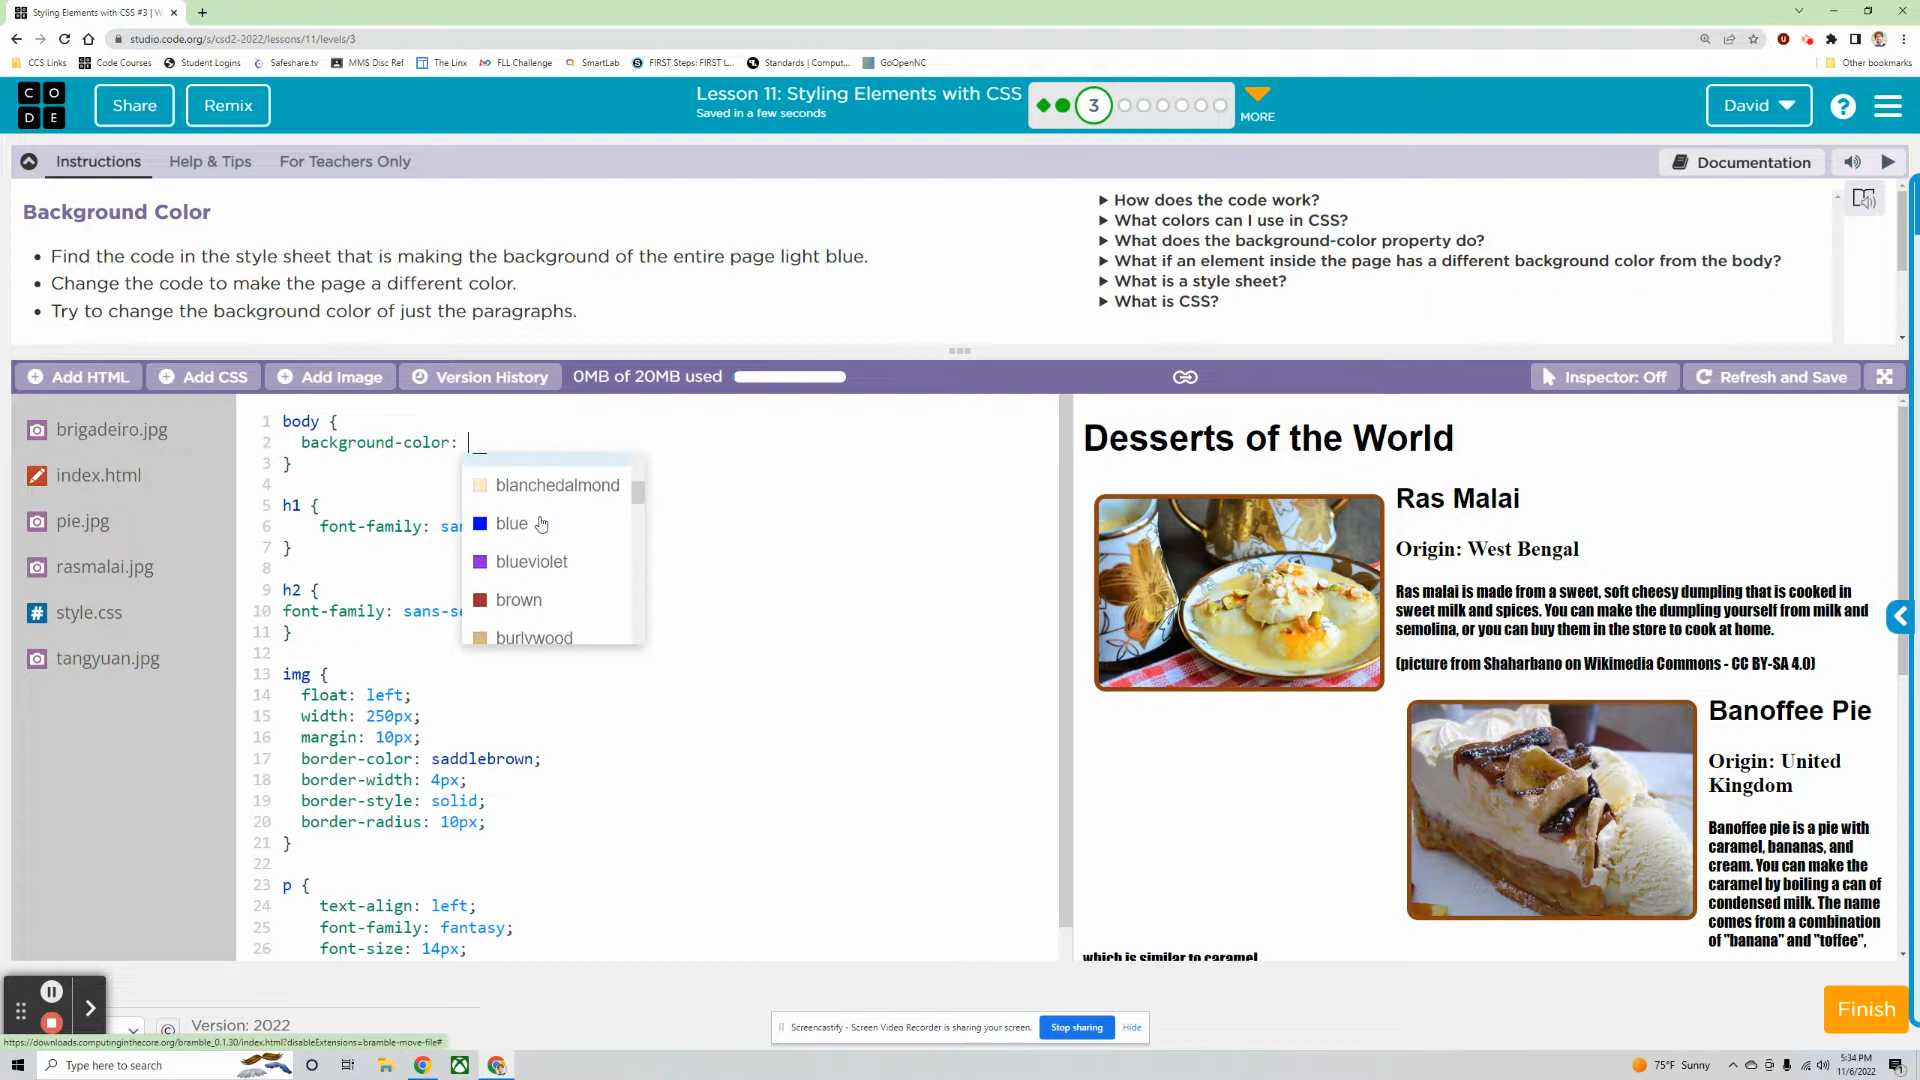 Styling Elements with CSS #3 | W
studio.code.org/s/csd2-2022/lessons/11/levels/3
CCS Links
Code Courses
Student Logins
Safeshare.tv
MMS Disc Ref
The Linx
FLL Challenge
SmartLab
FIRST Steps: FIRST L...
Standards | Comput...
GoOpenNC
Other bookmarks
C O
D E
Share
Remix
Lesson 11: Styling Elements with CSS
Saved in a few seconds
3
MORE
David
?
Instructions
Help & Tips
For Teachers Only
Documentation
Background Color
Find the code in the style sheet that is making the background of the entire page light blue.
Change the code to make the page a different color.
Try to change the background color of just the paragraphs.
How does the code work?
What colors can I use in CSS?
What does the background-color property do?
What if an element inside the page has a different background color from the body?
What is a style sheet?
What is CSS?
Add HTML
Add CSS
Add Image
Version History
0MB of 20MB used
Inspector: Off
Refresh and Save
brigadeiro.jpg
index.html
pie.jpg
rasmalai.jpg
style.css
tangyuan.jpg
1 body {
2 background-color:
3 }
4
5 h1 {
6 font-family: san
7 }
8
9 h2 {
10 font-family: sans-se
11 }
12
13 img {
14 float: left;
15 width: 250px;
16 margin: 10px;
17 border-color: saddlebrown;
18 border-width: 4px;
19 border-style: solid;
20 border-radius: 10px;
21 }
22
23 p {
24 text-align: left;
25 font-family: fantasy;
26 font-size: 14px;
blanchedalmond
blue
blueviolet
brown
burlywood
Desserts of the World
Ras Malai
Origin: West Bengal
Ras malai is made from a sweet, soft cheesy dumpling that is cooked in
sweet milk and spices. You can make the dumpling yourself from milk and
semolina, or you can buy them in the store to cook at home.
(picture from Shaharbano on Wikimedia Commons - CC BY-SA 4.0)
Banoffee Pie
Origin: United
Kingdom
Banoffee pie is a pie with
caramel, bananas, and
cream. You can make the
caramel by boiling a can of
condensed milk. The name
comes from a combination
of "banana" and "toffee",
which is similar to caramel
Finish
Version: 2022
Screencastify - Screen Video Recorder is sharing your screen.
Stop sharing
Hide
https://downloads.computinginthecore.org/bramble_0.1.30/index.html?disableExtensions=bramble-move-file#
Type here to search
75°F Sunny
5:34 PM
11/6/2022